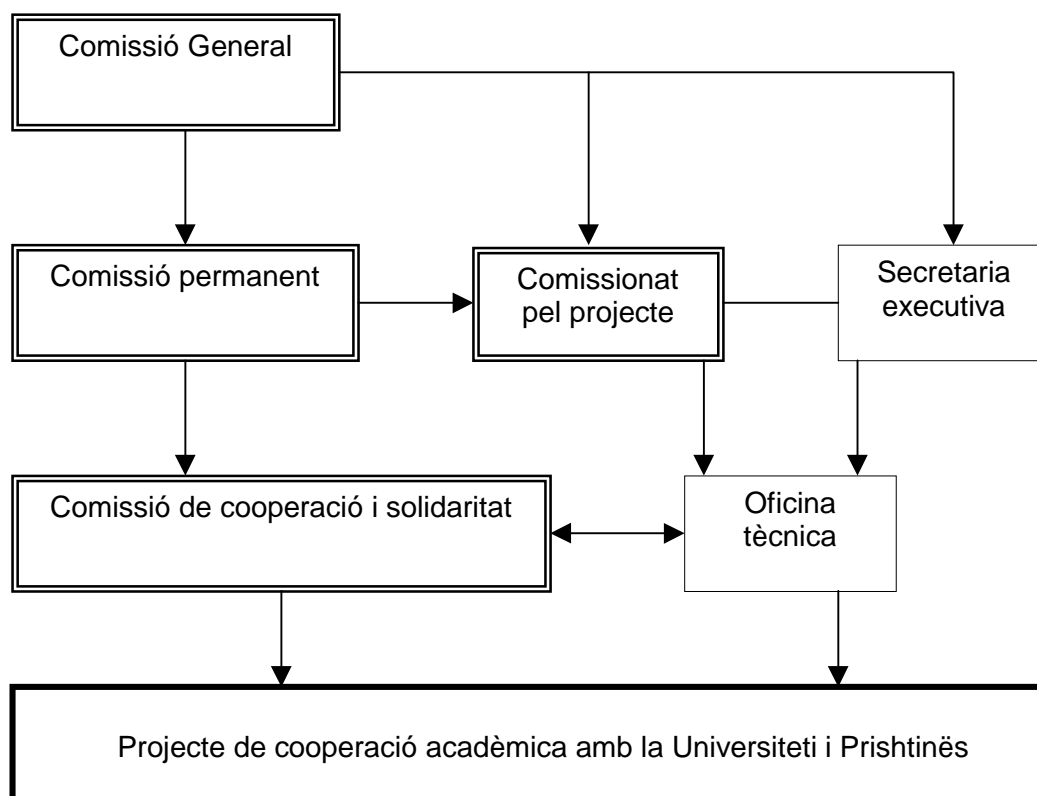 Comissió General
Comissió permanent
Comissionat
pel projecte
Secretaria
executiva
Comissió de cooperació i solidaritat
Oficina
tècnica
Projecte de cooperació acadèmica amb la Universiteti i Prishtinës